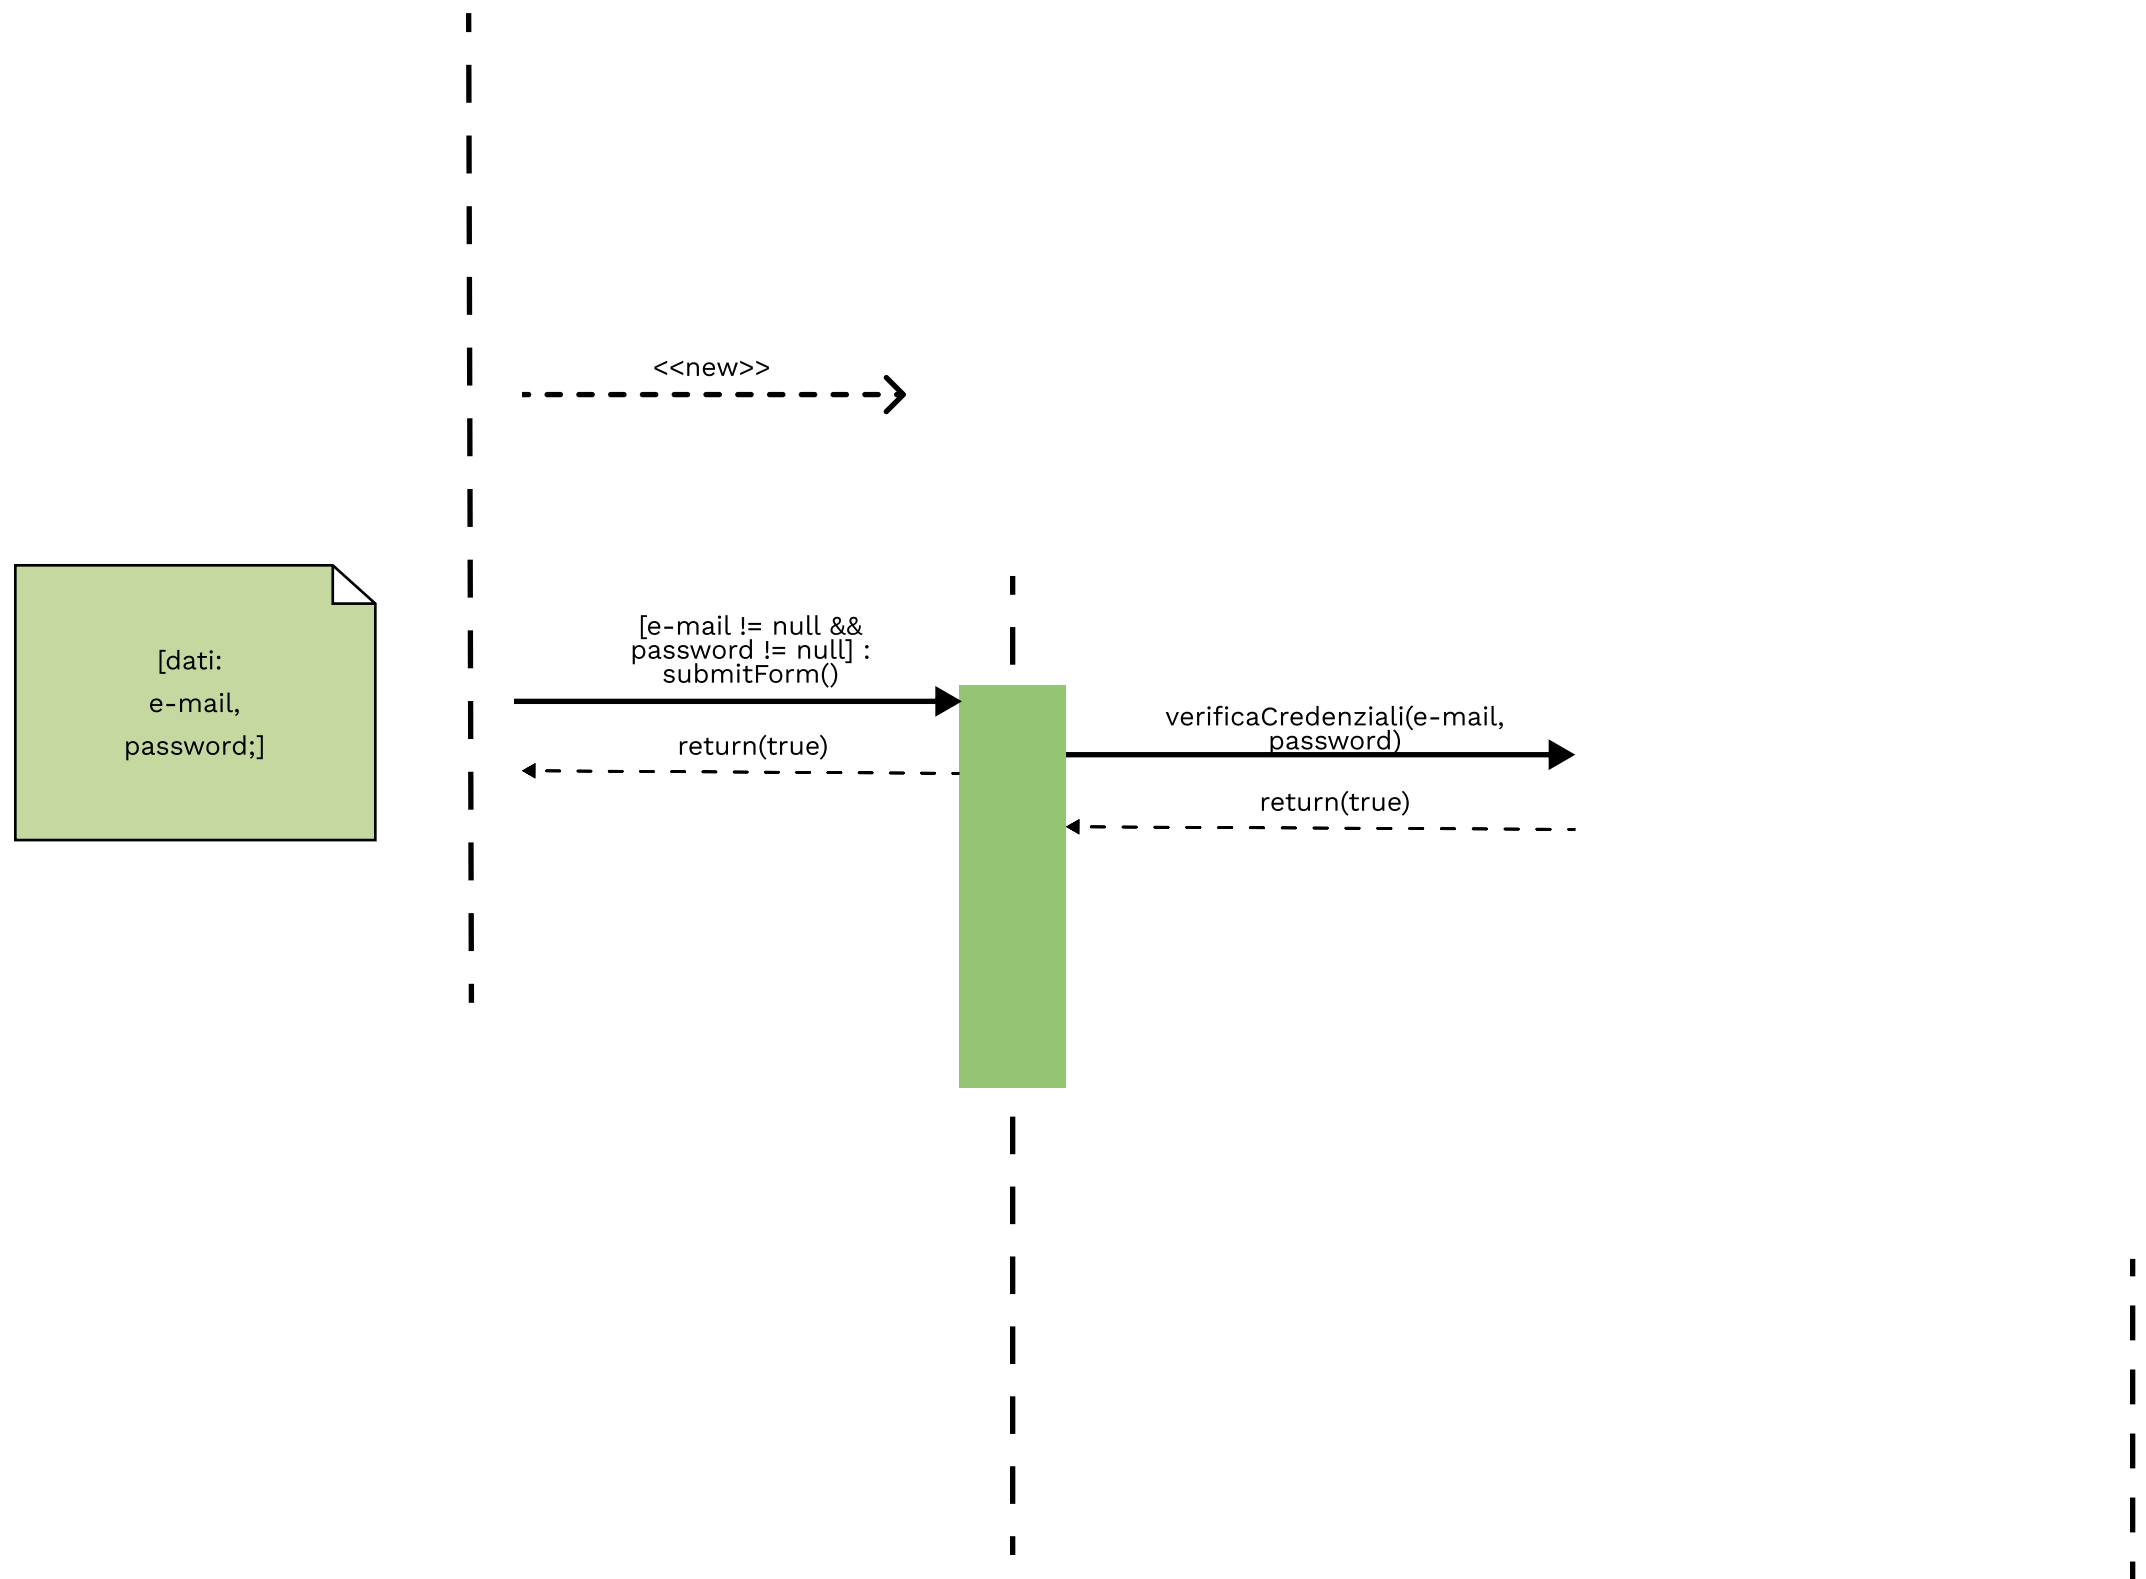 <<new>>
[e-mail != null &&
password != null] :
submitForm()
[dati:
e-mail,
password;]
verificaCredenziali(e-mail,
password)
return(true)
return(true)